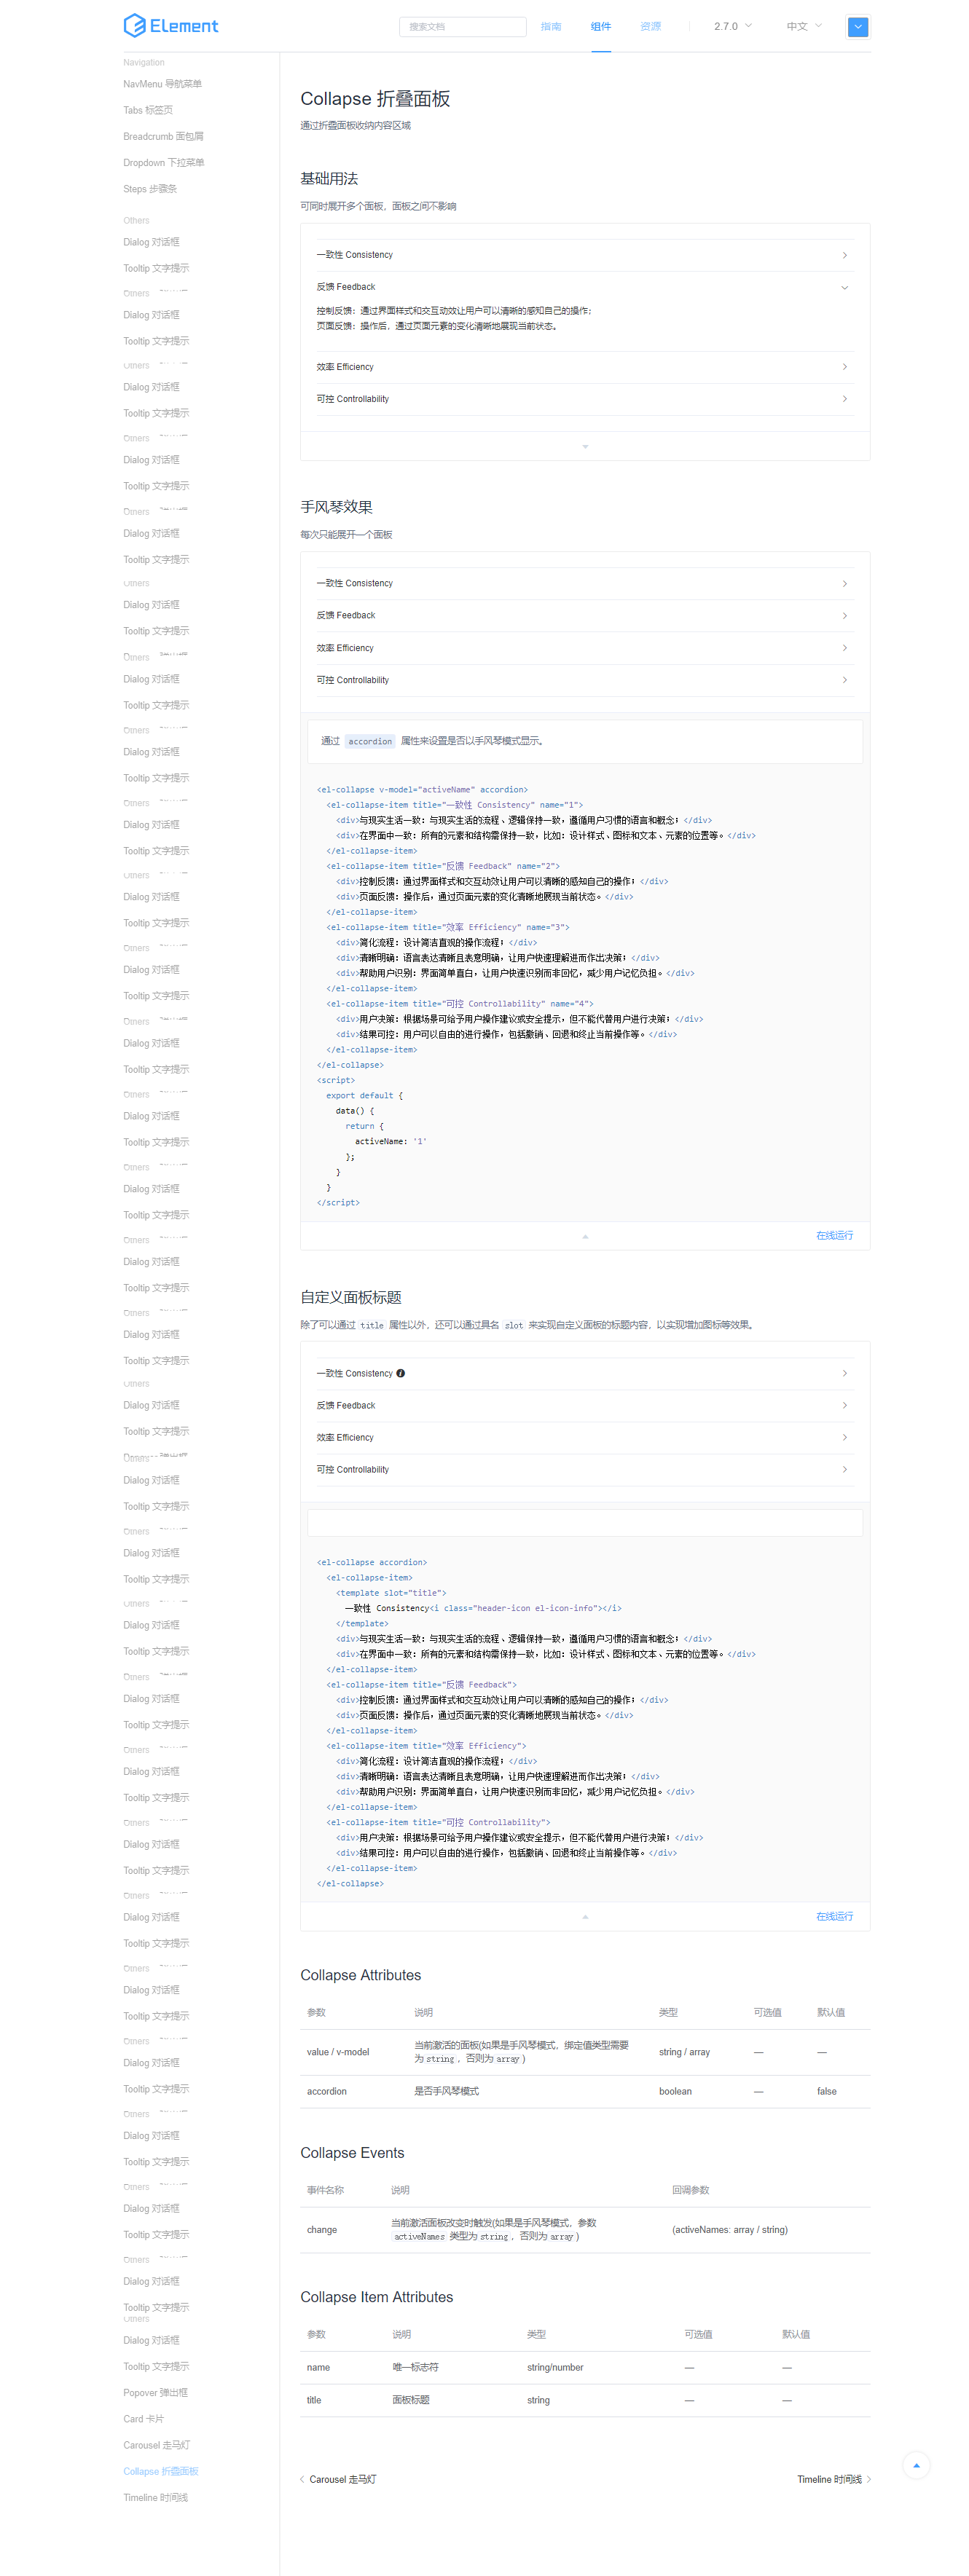 Element
搜索文档
指南
组件
资源
2.7.0
中文
Navigation
NavMenu 导航菜单
Tabs 标签页
Breadcrumb 面包屑
Dropdown 下拉菜单
Steps 步骤条
Others
Dialog 对话框
Tooltip 文字提示
Others
Dialog 对话框
Tooltip 文字提示
Others
Dialog 对话框
Tooltip 文字提示
Others
Dialog 对话框
Tooltip 文字提示
Others
Dialog 对话框
Tooltip 文字提示
Others
Dialog 对话框
Tooltip 文字提示
Others
Dialog 对话框
Tooltip 文字提示
Others
Dialog 对话框
Tooltip 文字提示
Others
Dialog 对话框
Tooltip 文字提示
Others
Dialog 对话框
Tooltip 文字提示
Others
Dialog 对话框
Tooltip 文字提示
Others
Dialog 对话框
Tooltip 文字提示
Others
Dialog 对话框
Tooltip 文字提示
Others
Dialog 对话框
Tooltip 文字提示
Others
Dialog 对话框
Tooltip 文字提示
Others
Dialog 对话框
Tooltip 文字提示
Others
Dialog 对话框
Tooltip 文字提示
Others
Dialog 对话框
Tooltip 文字提示
Others
Dialog 对话框
Tooltip 文字提示
Others
Dialog 对话框
Tooltip 文字提示
Others
Dialog 对话框
Tooltip 文字提示
Others
Dialog 对话框
Tooltip 文字提示
Others
Dialog 对话框
Tooltip 文字提示
Others
Dialog 对话框
Tooltip 文字提示
Others
Dialog 对话框
Tooltip 文字提示
Others
Dialog 对话框
Tooltip 文字提示
Others
Dialog 对话框
Tooltip 文字提示
Others
Dialog 对话框
Tooltip 文字提示
Others
Dialog 对话框
Tooltip 文字提示
Others
Dialog 对话框
Tooltip 文字提示
Popover 弹出框
Card 卡片
Carousel 走马灯
Collapse 折叠面板
Timeline 时间线
Collapse 折叠面板
通过折叠面板收纳内容区域
基础用法
可同时展开多个面板，面板之间不影响
一致性 Consistency
反馈 Feedback
控制反馈：通过界面样式和交互动效让用户可以清晰的感知自己的操作；
页面反馈：操作后，通过页面元素的变化清晰地展现当前状态。
效率 Efficiency
可控 Controllability
手风琴效果
每次只能展开一个面板
一致性 Consistency
反馈 Feedback
效率 Efficiency
可控 Controllability
通过 accordion 属性来设置是否以手风琴模式显示。
<el-collapse v-model="activeName" accordion>
<el-collapse-item title="一致性 Consistency" name="1">
<div>与现实生活一致：与现实生活的流程、逻辑保持一致，遵循用户习惯的语言和概念；</div>
<div>在界面中一致：所有的元素和结构需保持一致，比如：设计样式、图标和文本、元素的位置等。</div>
</el-collapse-item>
<el-collapse-item title="反馈 Feedback" name="2">
<div>控制反馈：通过界面样式和交互动效让用户可以清晰的感知自己的操作；</div>
<div>页面反馈：操作后，通过页面元素的变化清晰地展现当前状态。</div>
</el-collapse-item>
<el-collapse-item title="效率 Efficiency" name="3">
<div>简化流程：设计简洁直观的操作流程；</div>
<div>清晰明确：语言表达清晰且表意明确，让用户快速理解进而作出决策；</div>
<div>帮助用户识别：界面简单直白，让用户快速识别而非回忆，减少用户记忆负担。</div>
</el-collapse-item>
<el-collapse-item title="可控 Controllability" name="4">
<div>用户决策：根据场景可给予用户操作建议或安全提示，但不能代替用户进行决策；</div>
<div>结果可控：用户可以自由的进行操作，包括撤销、回退和终止当前操作等。</div>
</el-collapse-item>
</el-collapse>
<script>
export default {
data() {
return {
activeName: '1'
};
}
}
</script>
在线运行
自定义面板标题
除了可以通过 title 属性以外，还可以通过具名 slot 来实现自定义面板的标题内容，以实现增加图标等效果。
一致性 Consistency
反馈 Feedback
效率 Efficiency
可控 Controllability
<el-collapse accordion>
<el-collapse-item>
<template slot="title">
一致性 Consistency<i class="header-icon el-icon-info"></i>
</template>
<div>与现实生活一致：与现实生活的流程、逻辑保持一致，遵循用户习惯的语言和概念；</div>
<div>在界面中一致：所有的元素和结构需保持一致，比如：设计样式、图标和文本、元素的位置等。</div>
</el-collapse-item>
<el-collapse-item title="反馈 Feedback">
<div>控制反馈：通过界面样式和交互动效让用户可以清晰的感知自己的操作；</div>
<div>页面反馈：操作后，通过页面元素的变化清晰地展现当前状态。</div>
</el-collapse-item>
<el-collapse-item title="效率 Efficiency">
<div>简化流程：设计简洁直观的操作流程；</div>
<div>清晰明确：语言表达清晰且表意明确，让用户快速理解进而作出决策；</div>
<div>帮助用户识别：界面简单直白，让用户快速识别而非回忆，减少用户记忆负担。</div>
</el-collapse-item>
<el-collapse-item title="可控 Controllability">
<div>用户决策：根据场景可给予用户操作建议或安全提示，但不能代替用户进行决策；</div>
<div>结果可控：用户可以自由的进行操作，包括撤销、回退和终止当前操作等。</div>
</el-collapse-item>
</el-collapse>
在线运行
Collapse Attributes
参数 说明 类型 可选值 默认值
value / v-model 当前激活的面板(如果是手风琴模式，绑定值类型需要为 string，否则为 array) string / array — —
accordion 是否手风琴模式 boolean — false
Collapse Events
事件名称 说明 回调参数
change 当前激活面板改变时触发(如果是手风琴模式，参数 activeNames 类型为 string，否则为 array) (activeNames: array / string)
Collapse Item Attributes
参数 说明 类型 可选值 默认值
name 唯一标志符 string/number — —
title 面板标题 string — —
Carousel 走马灯
Timeline 时间线